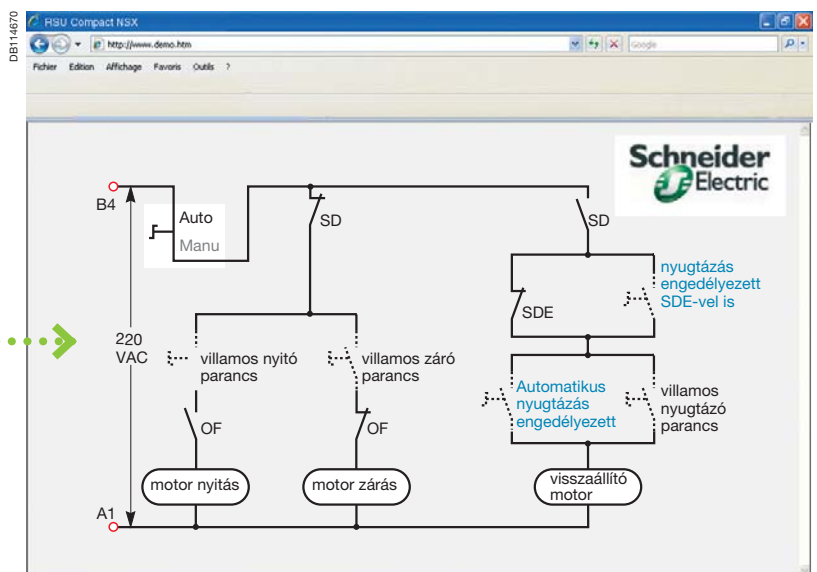 DB114670
RSU Compact NSX
http://www.demo.htm
Google
Fichier Edition Affichage Favoris Outils ?
Schneider
Electric
B4
Auto
Manu
SD
SD
nyugtázás
engedélyezett
SDE-vel is
SDE
220
VAC
villamos nyitó
parancs
villamos záró
parancs
Automatikus
nyugtázás
engedélyezett
villamos
nyugtázó
parancs
OF
OF
motor nyitás
motor zárás
visszaállító
motor
A1